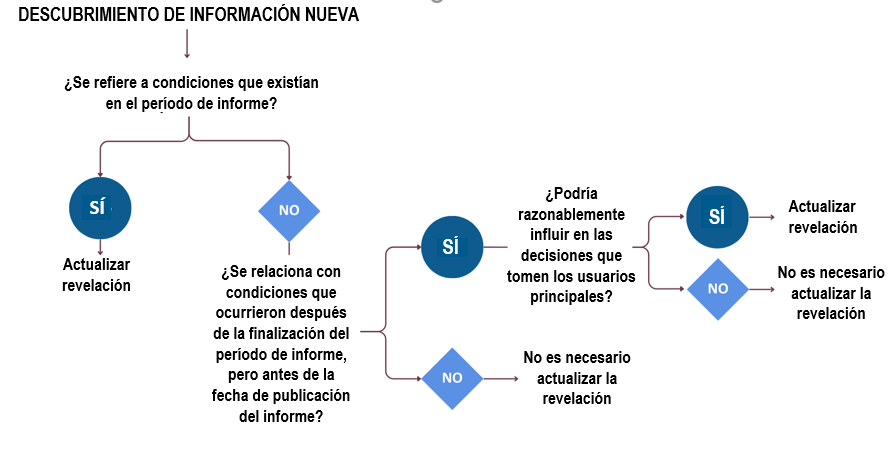 DESCUBRIMIENTO DE INFORMACIÓN NUEVA
¿Se refiere a condiciones que existían
en el período de informe?
SÍ
Actualizar
revelación
NO
¿Se relaciona con
condiciones que
ocurrieron después
de la finalización del
período de informe,
pero antes de la
fecha de publicación
del informe?
SÍ
¿Podría
razonablemente
influir en las
decisiones que
tomen los usuarios
principales?
SÍ
Actualizar
revelación
NO
No es necesario
actualizar la
revelación
NO
No es necesario
actualizar la
revelación